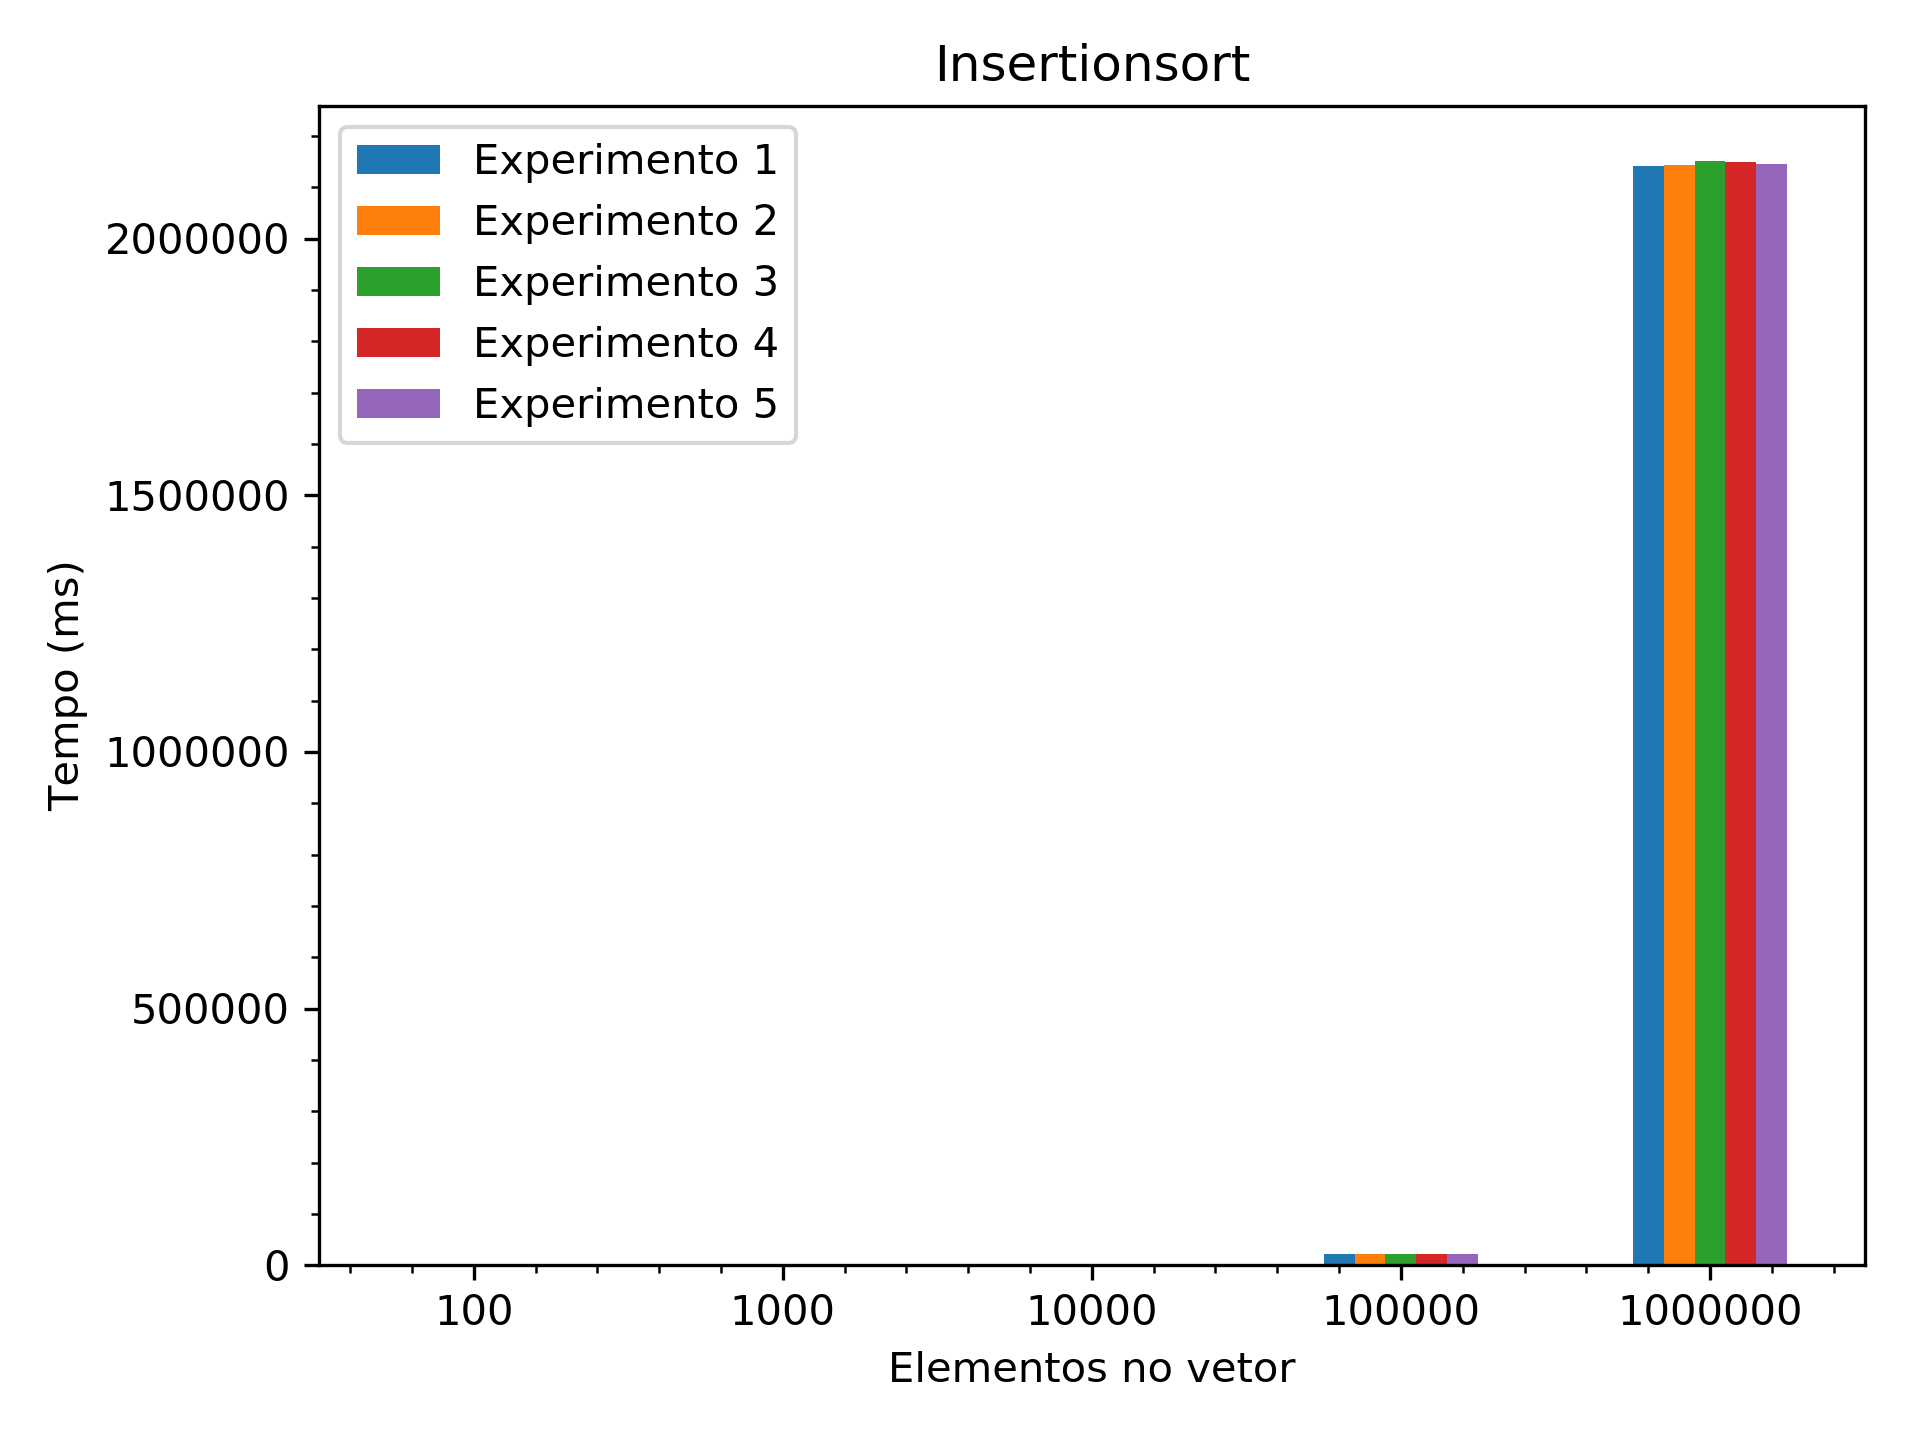 Insertionsort
Experimento 1
Experimento 2
Experimento 3
Experimento 4
Experimento 5
2000000
1500000
1000000
500000
0
Tempo (ms)
100 1000 10000 100000 1000000
Elementos no vetor